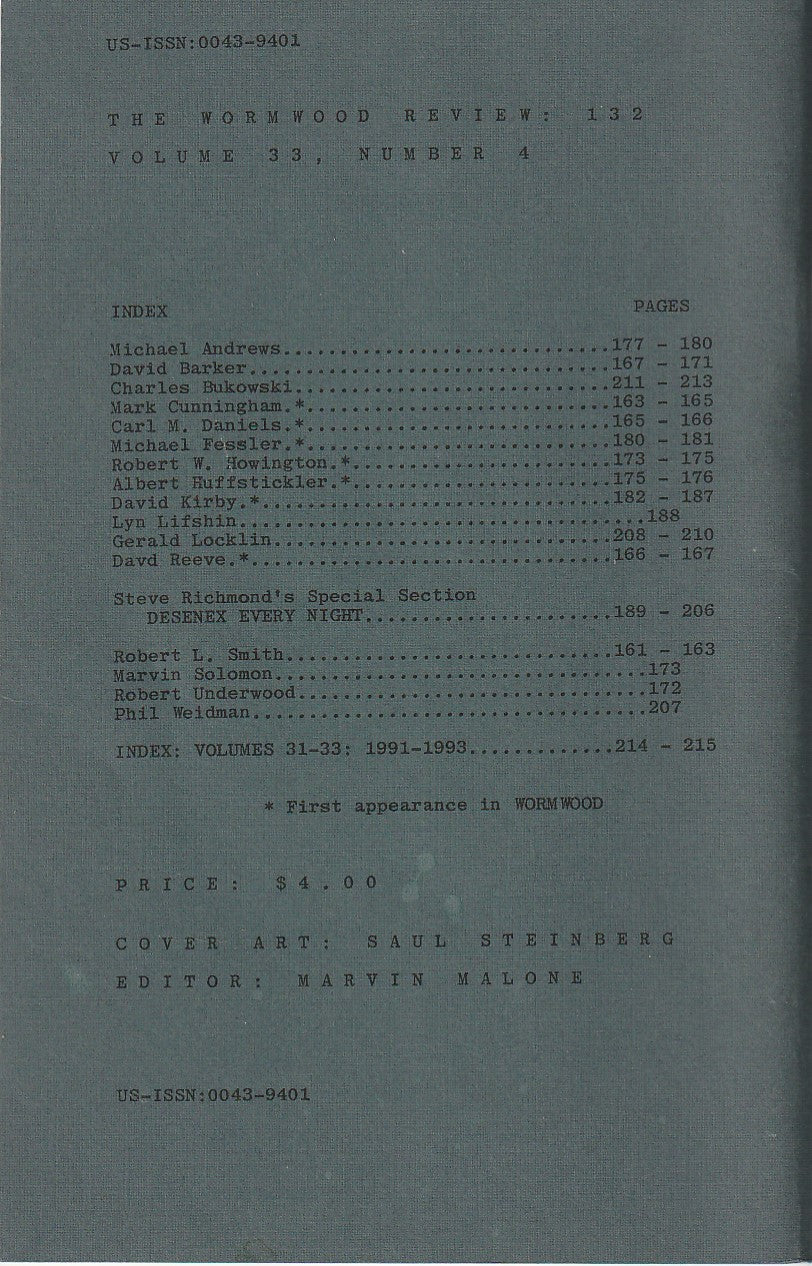 US-ISSN:0043-9401
THE WORMWOOD REVIEW: 132
VOLUME 33, NUMBER 4
INDEX PAGES
Michael Andrews.............................177 - 180
David Barker................................167 - 171
Charles Bukowski............................211 - 213
Mark Cunningham.*...........................163 - 165
Carl M. Daniels.*...........................165 - 166
Michael Fessler.*...........................180 - 181
Robert W. Howington.*.......................173 - 175
Albert Huffstickler.*.......................175 - 176
David Kirby.*...............................182 - 187
Lyn Lifshin....................................188
Gerald Locklin..............................208 - 210
Davd Reeve.*................................166 - 167
Steve Richmond's Special Section
DESENEX EVERY NIGHT......................189 - 206
Robert L. Smith.............................161 - 163
Marvin Solomon.................................173
Robert Underwood...............................172
Phil Weidman...................................207
INDEX: VOLUMES 31-33: 1991-1993.............214 - 215
* First appearance in WORMWOOD
PRICE: $4.00
COVER ART: SAUL STEINBERG
EDITOR: MARVIN MALONE
US-ISSN:0043-9401